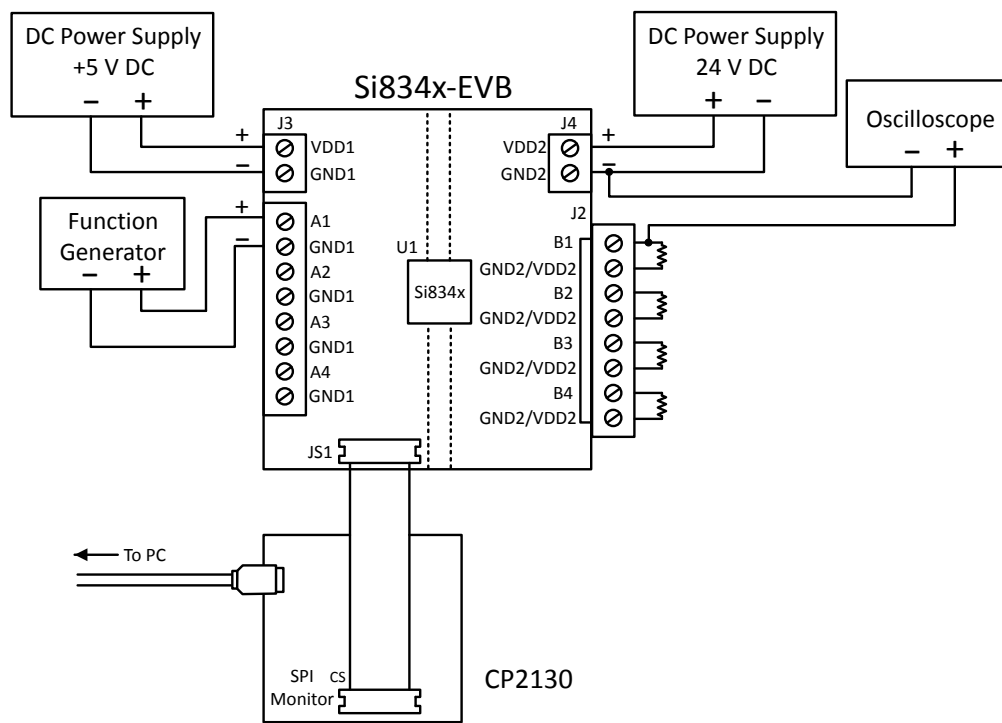 DC Power Supply
+5 V DC
− +
DC Power Supply
24 V DC
+ −
Oscilloscope
− +
Si834x-EVB
J3
+ VDD1
− GND1
J4
VDD2 +
GND2 −
Function
Generator
− +
+ A1
− GND1
A2
GND1
A3
GND1
A4
GND1
U1
Si834x
J2
B1
GND2/VDD2
B2
GND2/VDD2
B3
GND2/VDD2
B4
GND2/VDD2
JS1
To PC
SPI CS
Monitor
CP2130